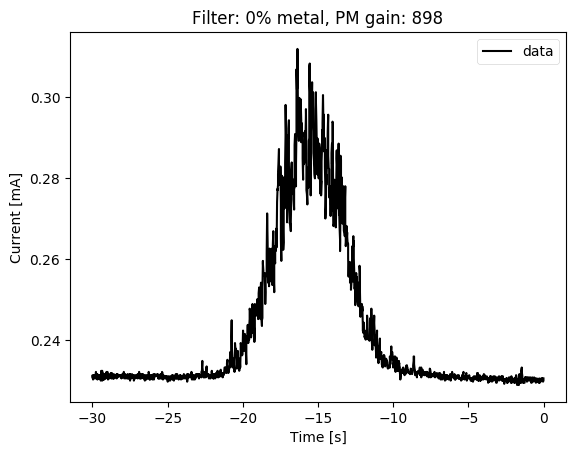 Filter: 0% metal, PM gain: 898
data
Current [mA]
0.30
0.28
0.26
0.24
−30
−25
−20
−15
−10
−5
0
Time [s]